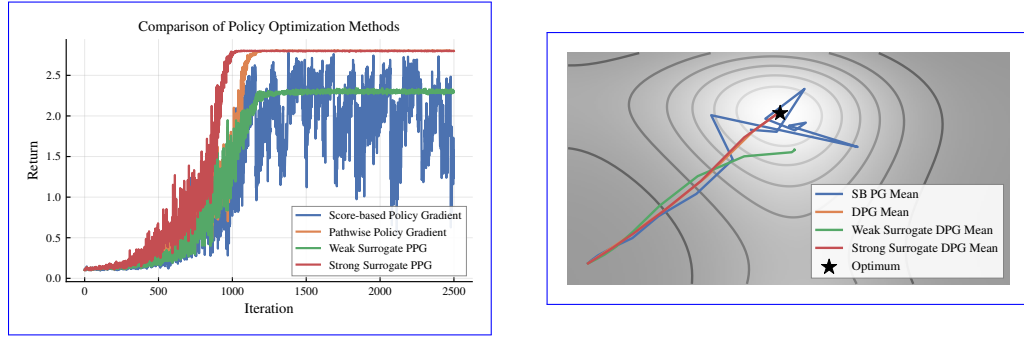 Comparison of Policy Optimization Methods
Return
2.5
2.0
1.5
1.0
0.5
0.0
Score-based Policy Gradient
Pathwise Policy Gradient
Weak Surrogate PPG
Strong Surrogate PPG
0 500 1000 1500 2000 2500
Iteration
SB PG Mean
DPG Mean
Weak Surrogate DPG Mean
Strong Surrogate DPG Mean
Optimum